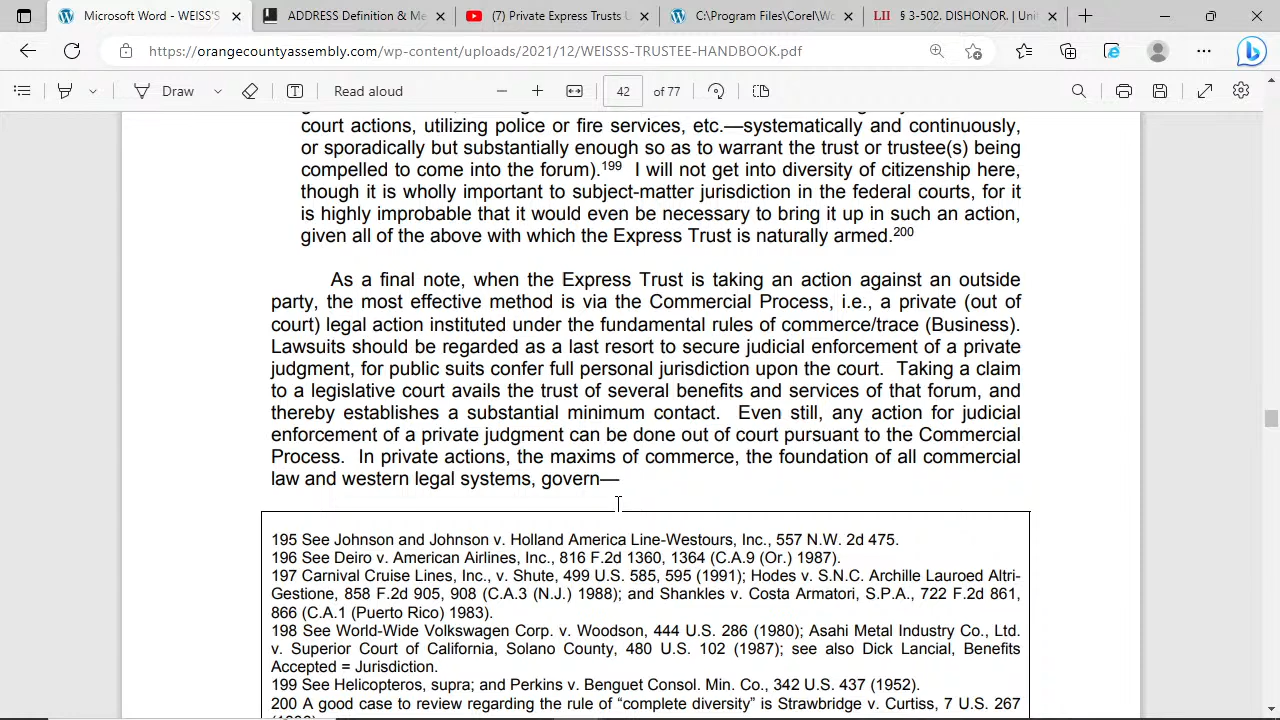 Microsoft Word - WEISS'S
ADDRESS Definition & Me
(7) Private Express Trusts L
C:\Program Files\Corel\Wo
LII § 3-502. DISHONOR. | Uni
https://orangecountyassembly.com/wp-content/uploads/2021/12/WEISSS-TRUSTEE-HANDBOOK.pdf
Draw
Read aloud
42 of 77
court actions, utilizing police or fire services, etc.—systematically and continuously,
or sporadically but substantially enough so as to warrant the trust or trustee(s) being
compelled to come into the forum).199 I will not get into diversity of citizenship here,
though it is wholly important to subject-matter jurisdiction in the federal courts, for it
is highly improbable that it would even be necessary to bring it up in such an action,
given all of the above with which the Express Trust is naturally armed.200
As a final note, when the Express Trust is taking an action against an outside
party, the most effective method is via the Commercial Process, i.e., a private (out of
court) legal action instituted under the fundamental rules of commerce/trace (Business).
Lawsuits should be regarded as a last resort to secure judicial enforcement of a private
judgment, for public suits confer full personal jurisdiction upon the court. Taking a claim
to a legislative court avails the trust of several benefits and services of that forum, and
thereby establishes a substantial minimum contact. Even still, any action for judicial
enforcement of a private judgment can be done out of court pursuant to the Commercial
Process. In private actions, the maxims of commerce, the foundation of all commercial
law and western legal systems, govern—
195 See Johnson and Johnson v. Holland America Line-Westours, Inc., 557 N.W. 2d 475.
196 See Deiro v. American Airlines, Inc., 816 F.2d 1360, 1364 (C.A.9 (Or.) 1987).
197 Carnival Cruise Lines, Inc., v. Shute, 499 U.S. 585, 595 (1991); Hodes v. S.N.C. Archille Lauroed Altri-
Gestione, 858 F.2d 905, 908 (C.A.3 (N.J.) 1988); and Shankles v. Costa Armatori, S.P.A., 722 F.2d 861,
866 (C.A.1 (Puerto Rico) 1983).
198 See World-Wide Volkswagen Corp. v. Woodson, 444 U.S. 286 (1980); Asahi Metal Industry Co., Ltd.
v. Superior Court of California, Solano County, 480 U.S. 102 (1987); see also Dick Lancial, Benefits
Accepted = Jurisdiction.
199 See Helicopteros, supra; and Perkins v. Benguet Consol. Min. Co., 342 U.S. 437 (1952).
200 A good case to review regarding the rule of “complete diversity” is Strawbridge v. Curtiss, 7 U.S. 267